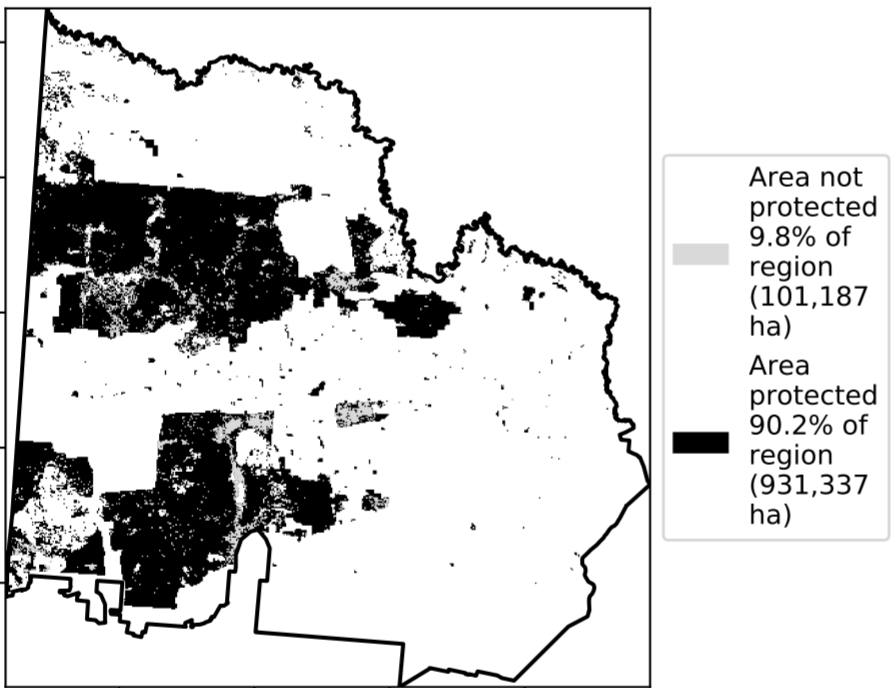 Area not
protected
9.8% of
region
(101,187
ha)
Area
protected
90.2% of
region
(931,337
ha)